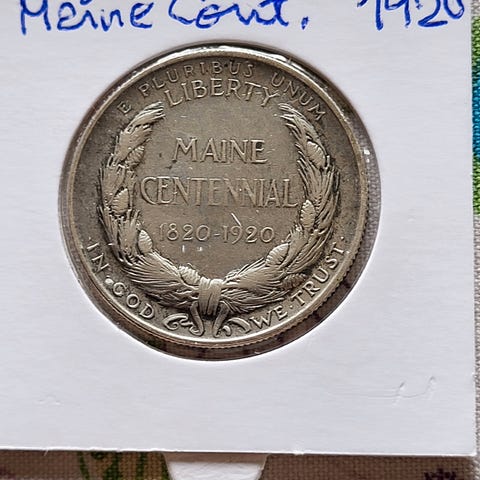 Maine Cent. 1920
E PLURIBUS UNUM
LIBERTY
MAINE
CENTENNIAL
1820-1920
IN·GOD·WE·TRUST·